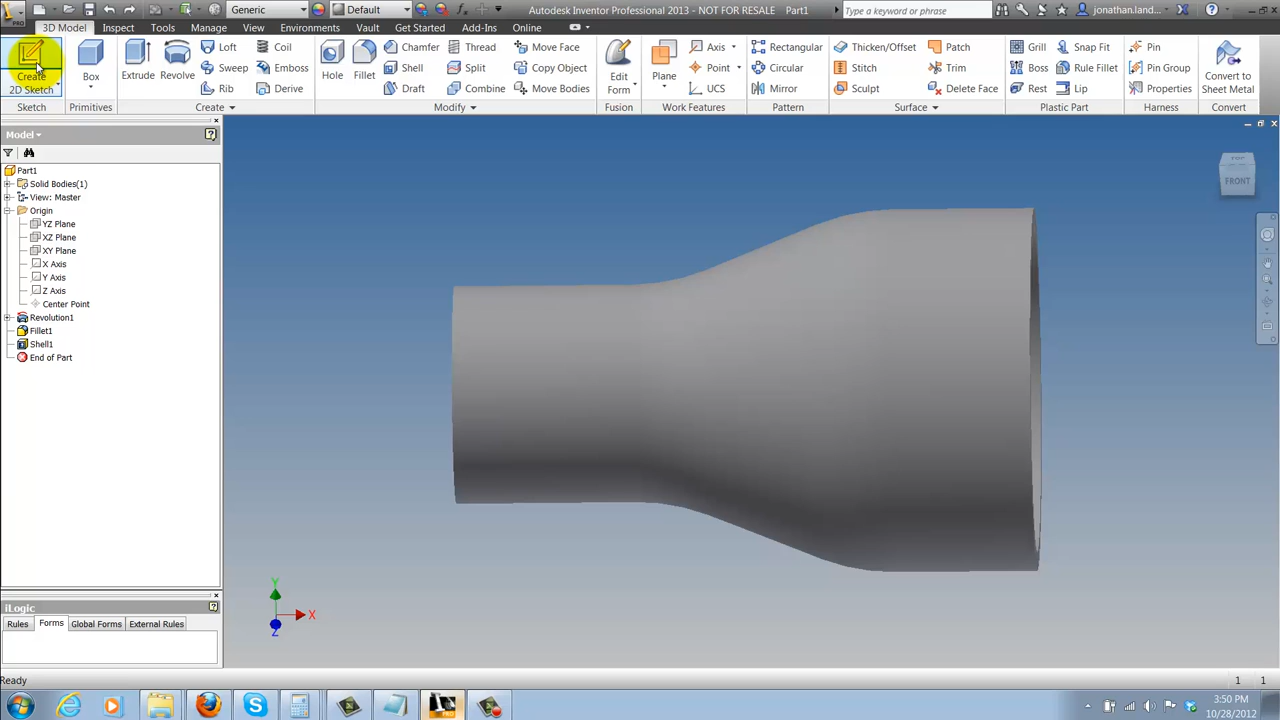 PRO
Generic
Default
Autodesk Inventor Professional 2013 - NOT FOR RESALE Part1
Type a keyword or phrase
jonathan.land...
3D Model Inspect Tools Manage View Environments Vault Get Started Add-Ins Online
Create
2D Sketch
Box
Extrude
Revolve
Loft
Sweep
Rib
Coil
Emboss
Derive
Hole
Fillet
Chamfer
Shell
Draft
Thread
Split
Combine
Move Face
Copy Object
Move Bodies
Edit
Form
Plane
Axis
Point
UCS
Rectangular
Circular
Mirror
Thicken/Offset
Stitch
Sculpt
Patch
Trim
Delete Face
Grill
Boss
Rest
Snap Fit
Rule Fillet
Lip
Pin
Pin Group
Properties
Convert to
Sheet Metal
Sketch Primitives Create Modify Fusion Work Features Pattern Surface Plastic Part Harness Convert
Model
Part1
Solid Bodies(1)
View: Master
Origin
YZ Plane
XZ Plane
XY Plane
X Axis
Y Axis
Z Axis
Center Point
Revolution1
Fillet1
Shell1
End of Part
TOP
FRONT
Y
X
Z
iLogic
Rules Forms Global Forms External Rules
Ready
1 1
3:50 PM
10/28/2012